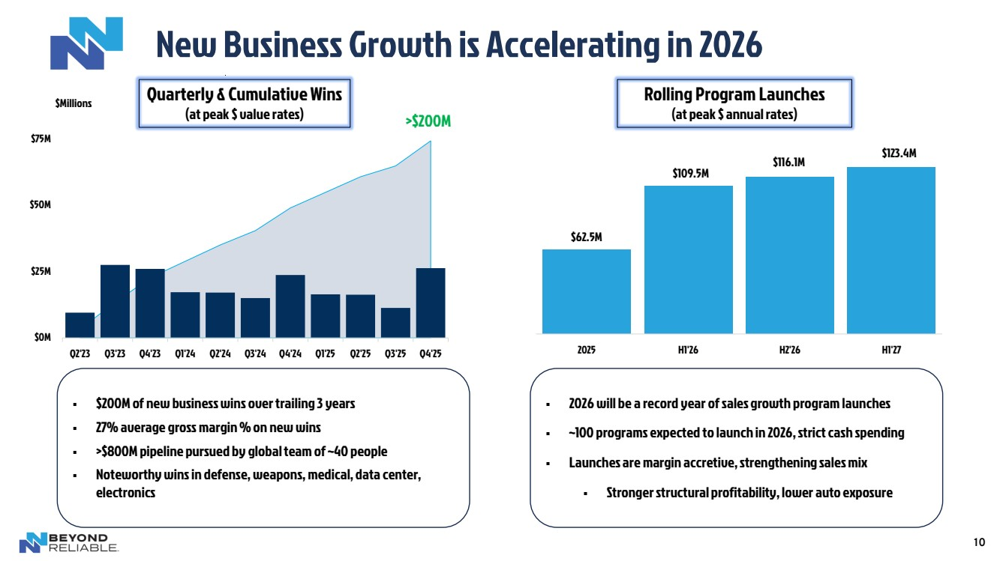 New Business Growth is Accelerating in 2026
$Millions
Quarterly & Cumulative Wins
(at peak $ value rates)
>$200M
$75M
$50M
$25M
$0M
Q2'23 Q3'23 Q4'23 Q1'24 Q2'24 Q3'24 Q4'24 Q1'25 Q2'25 Q3'25 Q4'25
Rolling Program Launches
(at peak $ annual rates)
$62.5M
$109.5M
$116.1M
$123.4M
2025 H1'26 H2'26 H1'27
▪ $200M of new business wins over trailing 3 years
▪ 27% average gross margin % on new wins
▪ >$800M pipeline pursued by global team of ~40 people
▪ Noteworthy wins in defense, weapons, medical, data center,
electronics
▪ 2026 will be a record year of sales growth program launches
▪ ~100 programs expected to launch in 2026, strict cash spending
▪ Launches are margin accretive, strengthening sales mix
▪ Stronger structural profitability, lower auto exposure
BEYOND
RELIABLE.
10